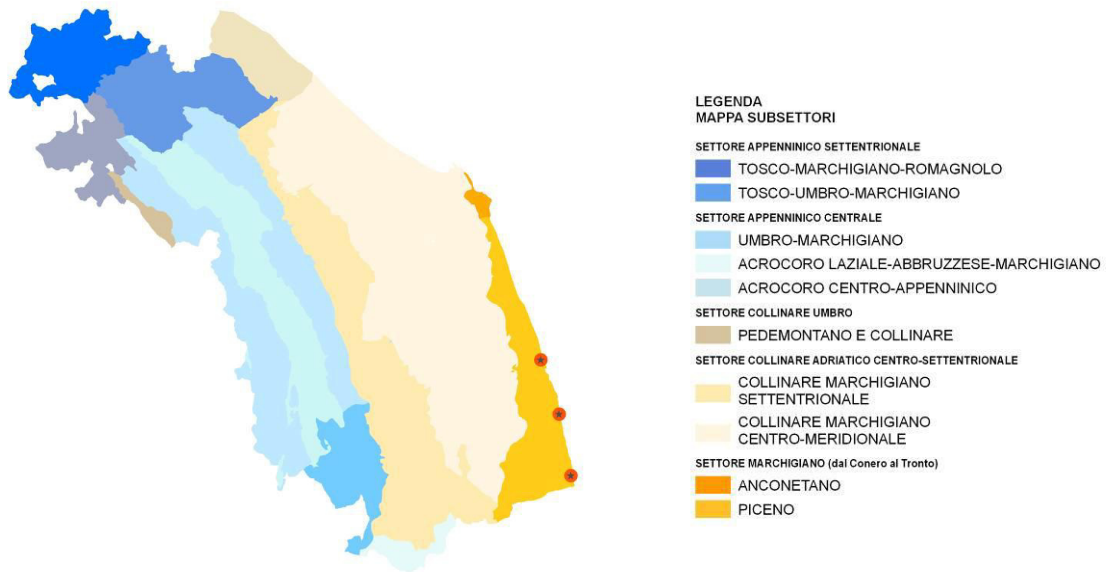 LEGENDA
MAPPA SUBSETTORI
SETTORE APPENNINICO SETTENTRIONALE
TOSCO-MARCHIGIANO-ROMAGNOLO
TOSCO-UMBRO-MARCHIGIANO
SETTORE APPENNINICO CENTRALE
UMBRO-MARCHIGIANO
ACROCORO LAZIALE-ABBRUZZESE-MARCHIGIANO
ACROCORO CENTRO-APPENNINICO
SETTORE COLLINARE UMBRO
PEDEMONTANO E COLLINARE
SETTORE COLLINARE ADRIATICO CENTRO-SETTENTRIONALE
COLLINARE MARCHIGIANO
SETTENTRIONALE
COLLINARE MARCHIGIANO
CENTRO-MERIDIONALE
SETTORE MARCHIGIANO (dal Conero al Tronto)
ANCONETANO
PICENO